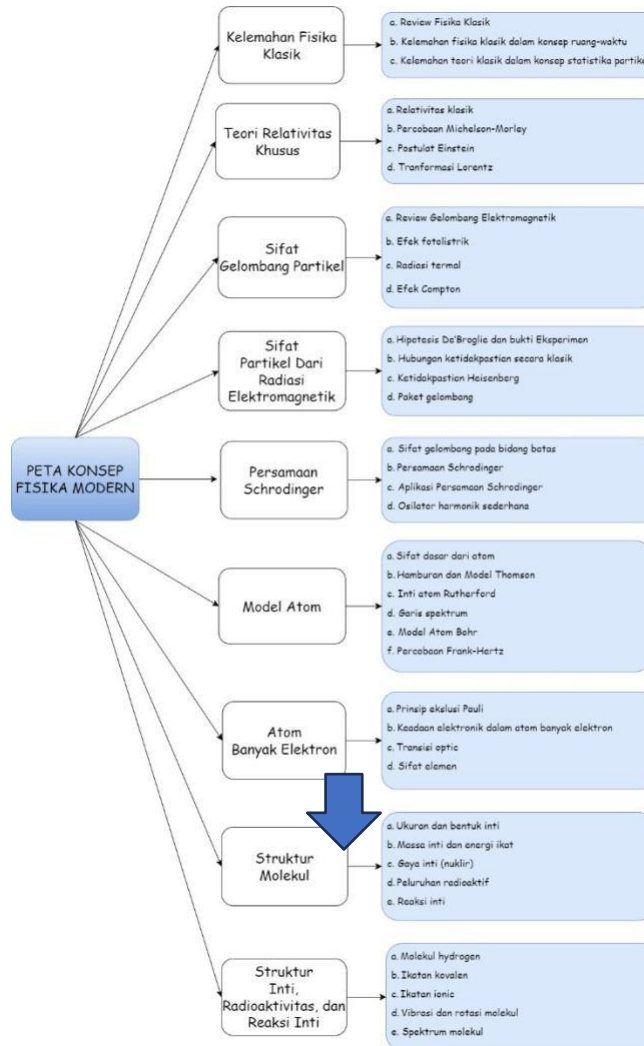 PETA KONSEP
FISIKA MODERN
Kelemahan Fisika
Klasik
a. Review Fisika Klasik
b. Kelemahan fisika klasik dalam konsep ruang-waktu
c. Kelemahan teori klasik dalam konsep statistika partike
Teori Relativitas
Khusus
a. Relativitas klasik
b. Percobaan Michelson-Morley
c. Postulat Einstein
d. Tranformasi Lorentz
Sifat
Gelombang Partikel
a. Review Gelombang Elektromagnetik
b. Efek fotolistrik
c. Radiasi termal
d. Efek Compton
Sifat
Partikel Dari
Radiasi
Elektromagnetik
a. Hipotesis De'Broglie dan bukti Eksperimen
b. Hubungan ketidakpastian secara klasik
c. Ketidakpastian Heisenberg
d. Paket gelombang
Persamaan
Schrodinger
a. Sifat gelombang pada bidang batas
b. Persamaan Schrodinger
c. Aplikasi Persamaan Schrodinger
d. Osilator harmonik sederhana
Model Atom
a. Sifat dasar dari atom
b. Hamburan dan Model Thomson
c. Inti atom Rutherford
d. Garis spektrum
e. Model Atom Bohr
f. Percobaan Frank-Hertz
Atom
Banyak Elektron
a. Prinsip ekslusi Pauli
b. Keadaan elektronik dalam atom banyak elektron
c. Transisi optic
d. Sifat elemen
Struktur
Molekul
a. Ukuran dan bentuk inti
b. Massa inti dan energi ikat
c. Gaya inti (nuklir)
d. Peluruhan radioaktif
e. Reaksi inti
Struktur
Inti,
Radioaktivitas, dan
Reaksi Inti
a. Molekul hydrogen
b. Ikatan kovalen
c. Ikatan ionic
d. Vibrasi dan rotasi molekul
e. Spektrum molekul